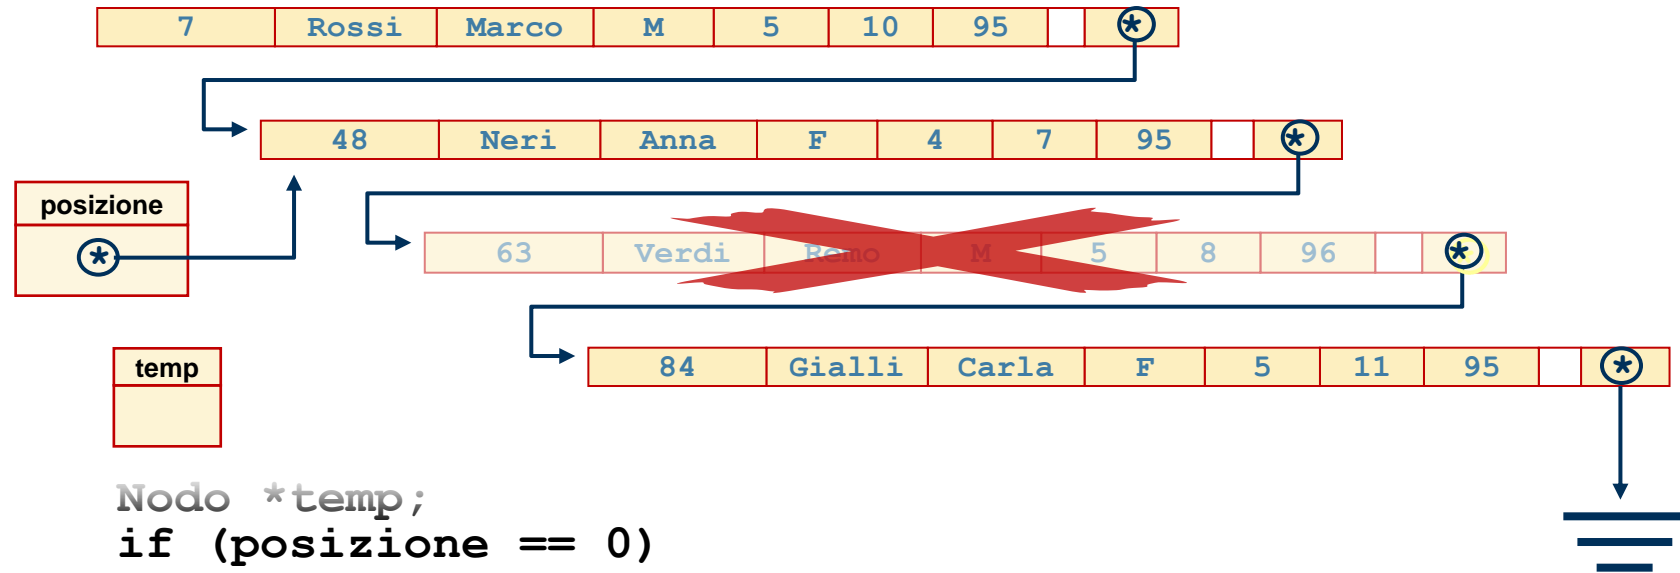 7 Rossi Marco M 5 10 95 *
48 Neri Anna F 4 7 95 *
posizione
*
63 Verdi Remo M 5 8 96 *
84 Gialli Carla F 5 11 95 *
temp
Nodo *temp;
if (posizione == 0)